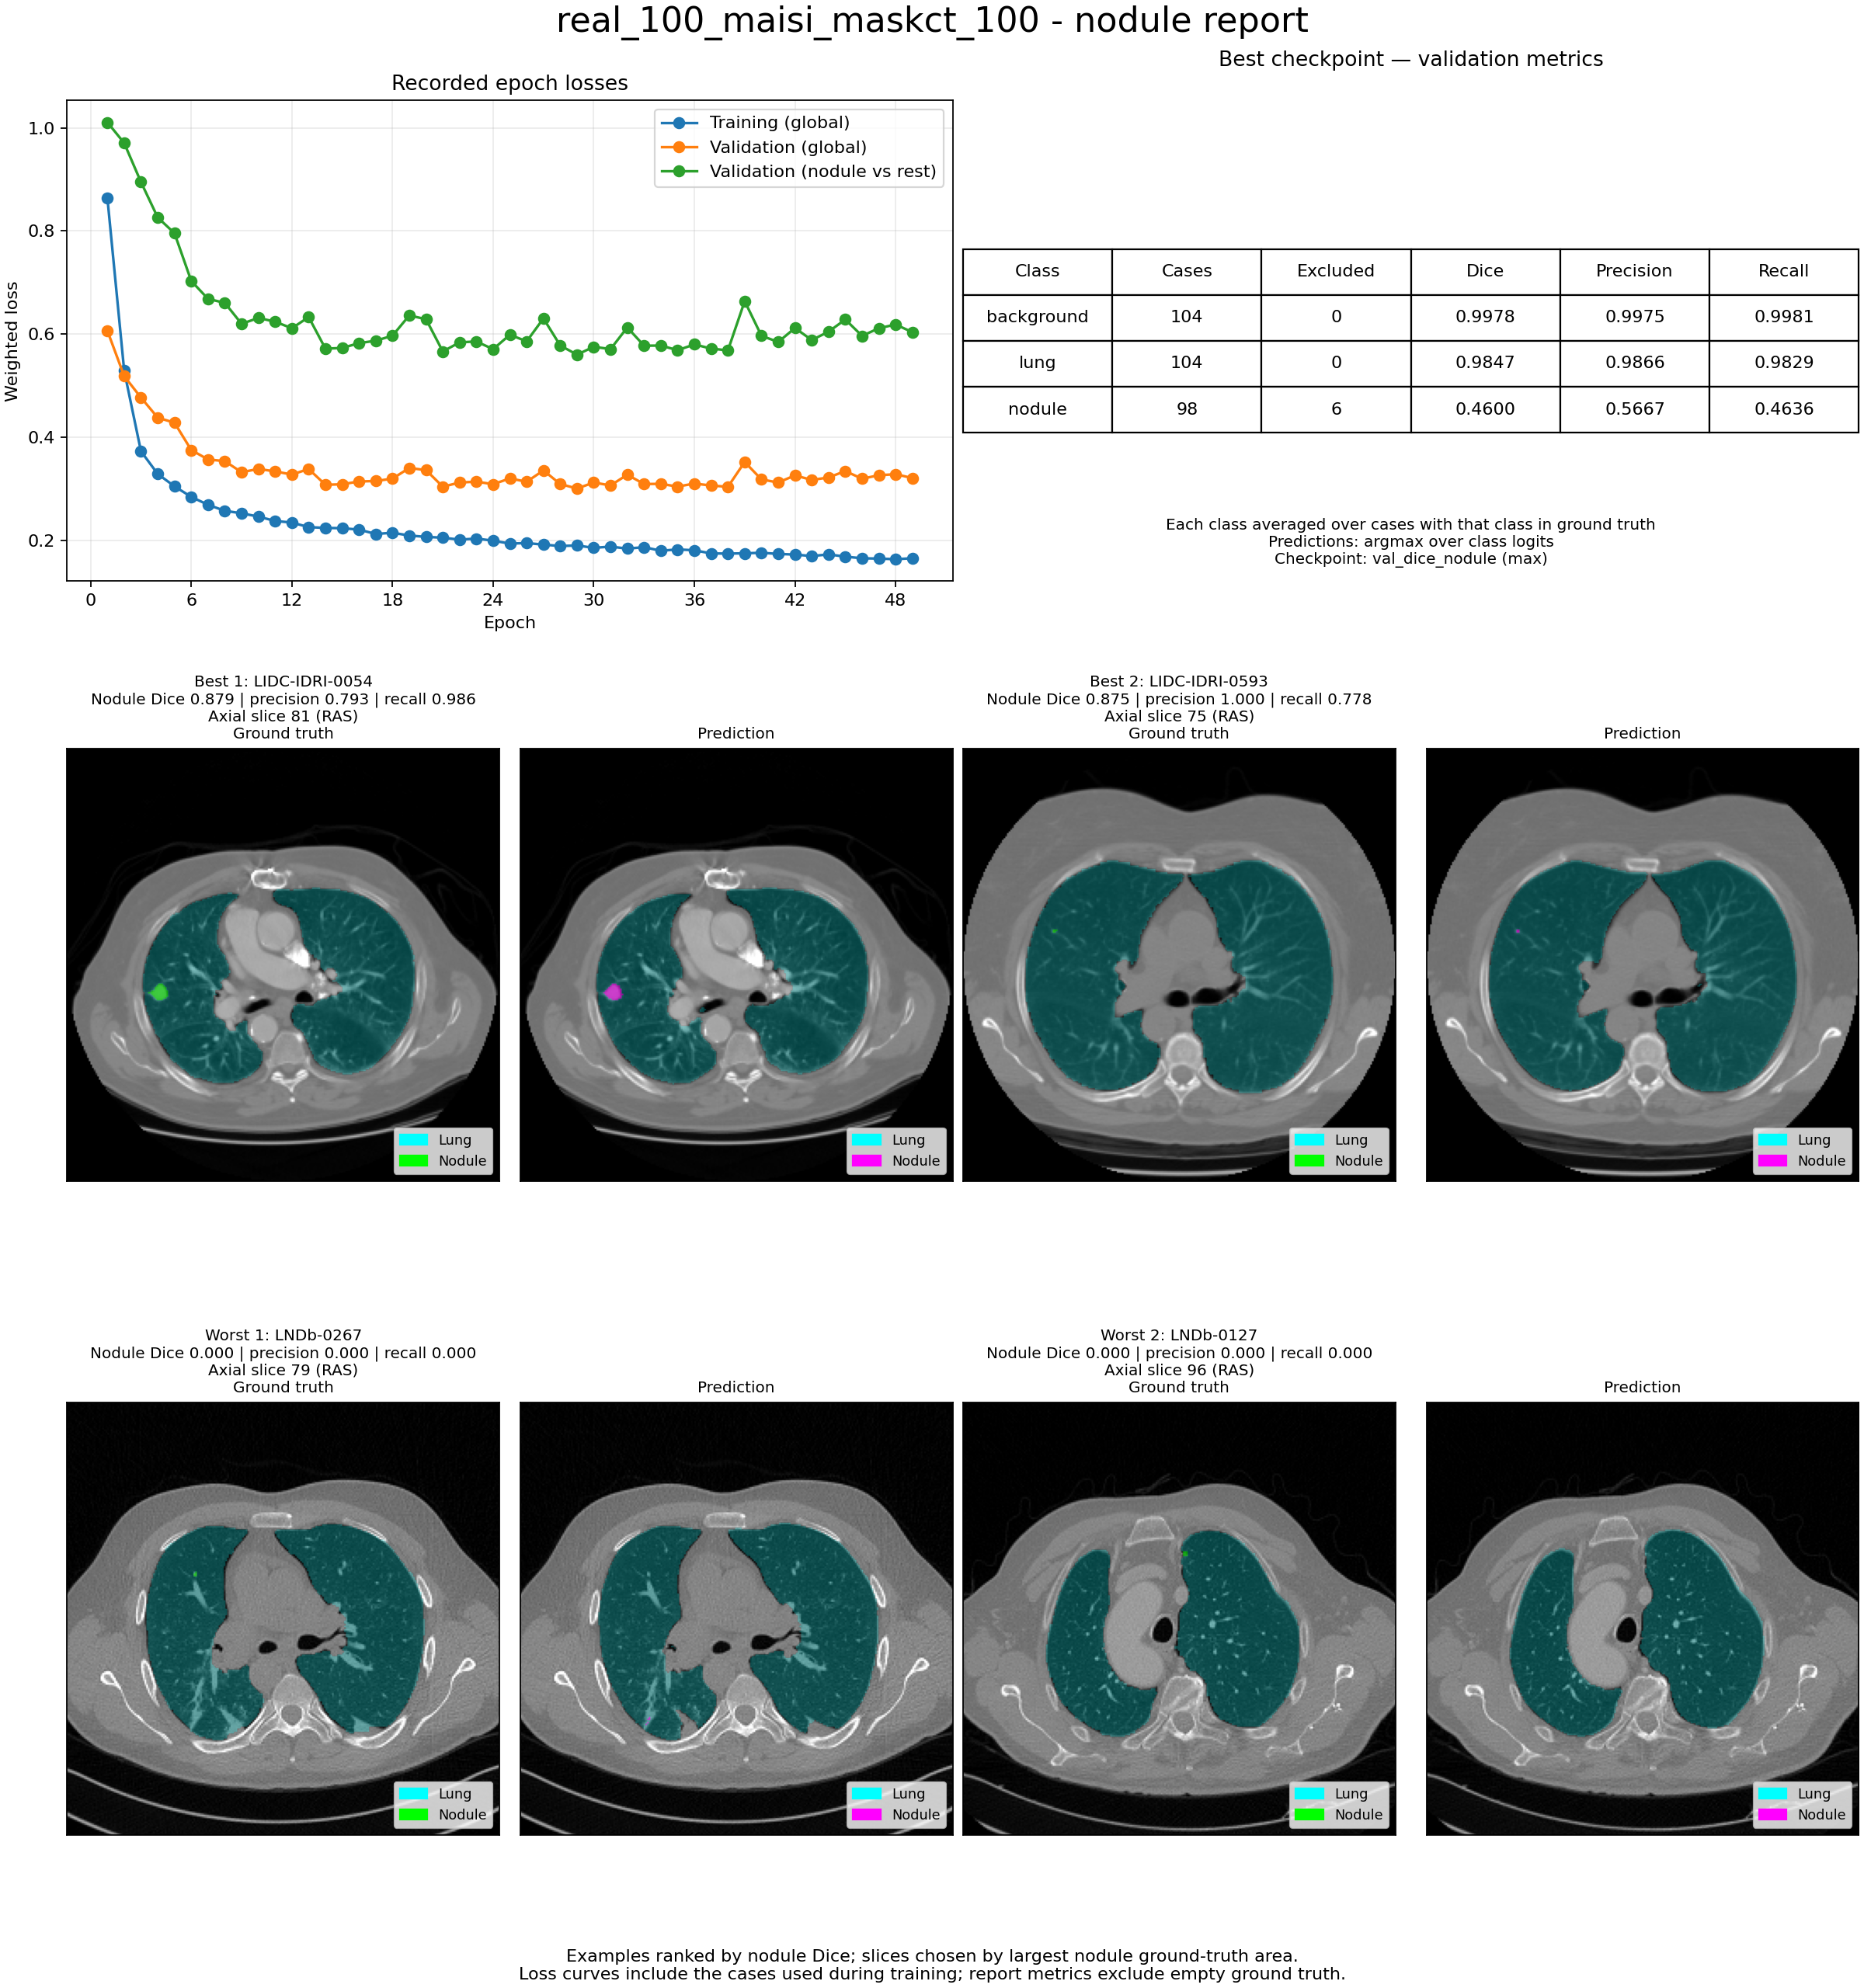 real_100_maisi_maskct_100 - nodule report
Recorded epoch losses
Weighted loss
1.0
0.8
0.6
0.4
0.2
Training (global)
Validation (global)
Validation (nodule vs rest)
0 6 12 18 24 30 36 42 48
Epoch
Best checkpoint — validation metrics
Class Cases Excluded Dice Precision Recall
background 104 0 0.9978 0.9975 0.9981
lung 104 0 0.9847 0.9866 0.9829
nodule 98 6 0.4600 0.5667 0.4636
Each class averaged over cases with that class in ground truth
Predictions: argmax over class logits
Checkpoint: val_dice_nodule (max)
Best 1: LIDC-IDRI-0054
Nodule Dice 0.879 | precision 0.793 | recall 0.986
Axial slice 81 (RAS)
Ground truth
Lung
Nodule
Prediction
Lung
Nodule
Best 2: LIDC-IDRI-0593
Nodule Dice 0.875 | precision 1.000 | recall 0.778
Axial slice 75 (RAS)
Ground truth
Lung
Nodule
Prediction
Lung
Nodule
Worst 1: LNDb-0267
Nodule Dice 0.000 | precision 0.000 | recall 0.000
Axial slice 79 (RAS)
Ground truth
Lung
Nodule
Prediction
Lung
Nodule
Worst 2: LNDb-0127
Nodule Dice 0.000 | precision 0.000 | recall 0.000
Axial slice 96 (RAS)
Ground truth
Lung
Nodule
Prediction
Lung
Nodule
Examples ranked by nodule Dice; slices chosen by largest nodule ground-truth area.
Loss curves include the cases used during training; report metrics exclude empty ground truth.